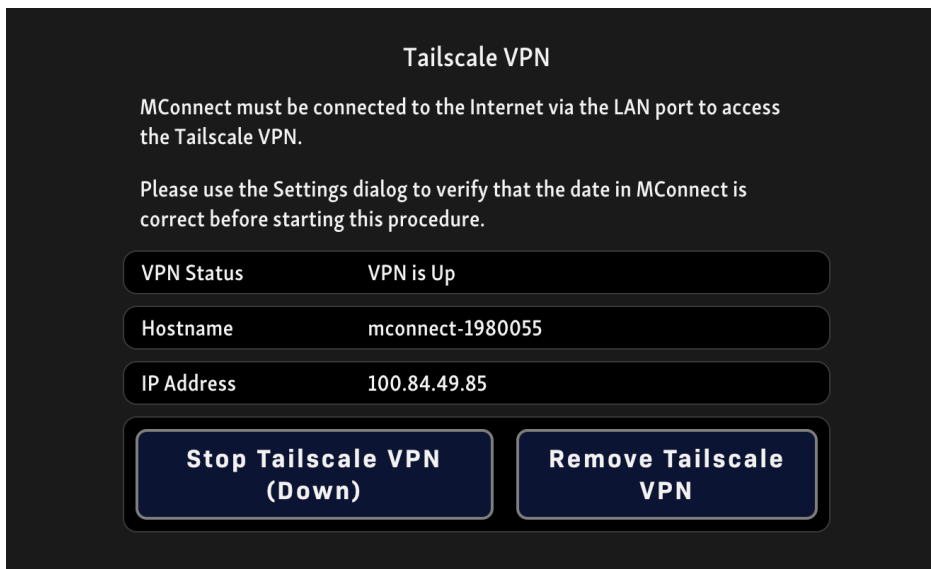 Tailscale VPN
MConnect must be connected to the Internet via the LAN port to access
the Tailscale VPN.
Please use the Settings dialog to verify that the date in MConnect is
correct before starting this procedure.
VPN Status VPN is Up
Hostname mconnect-1980055
IP Address 100.84.49.85
Stop Tailscale VPN
(Down)
Remove Tailscale
VPN